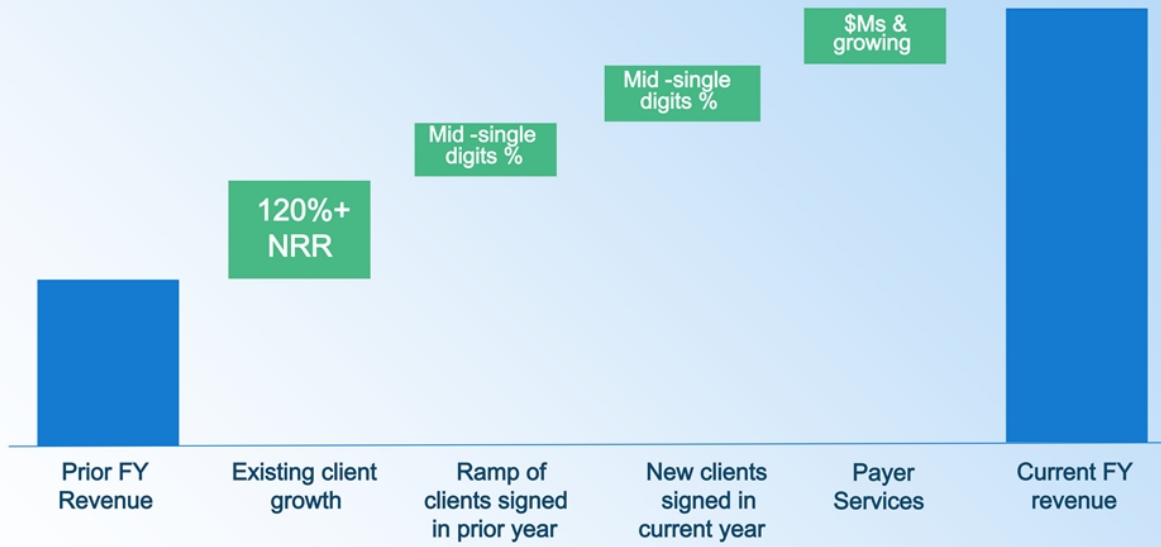 $Ms &
growing
Mid -single
digits %
Mid -single
digits %
120%+
NRR
Prior FY
Revenue
Existing client
growth
Ramp of
clients signed
in prior year
New clients
signed in
current year
Payer
Services
Current FY
revenue